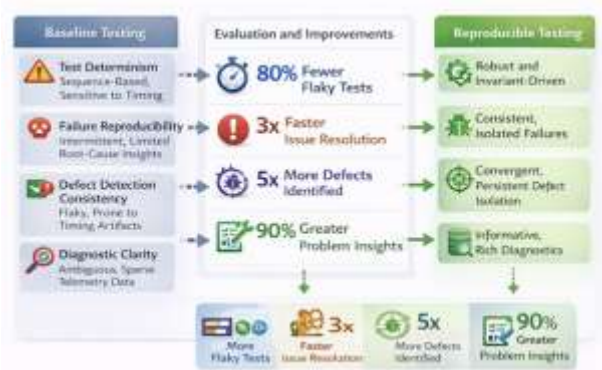 Baseline Testing
Test Determinism
Sequence-Based,
Sensitive to Timing
Failure Reproducibility
Intermittent, Limited
Root-Cause Insights
Defect Detection
Consistency
Flaky, Prone to
Timing Artifacts
Diagnostic Clarity
Ambiguous, Sparse
Telemetry Data
Evaluation and Improvements
80% Fewer
Flaky Tests
3x Faster
Issue Resolution
5x More Defects
Identified
90% Greater
Problem Insights
Reproducible Testing
Robust and
Invariant-Driven
Consistent,
Isolated Failures
Convergent,
Persistent Defect
Isolation
Informative,
Rich Diagnostics
More
Flaky Tests
3x
Faster
Issue Resolution
5x
More Defects
Identified
90%
Greater
Problem Insights